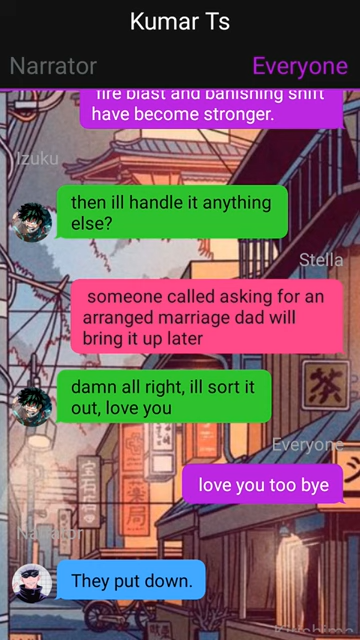 Kumar Ts
Narrator
Everyone
fire blast and banishing shift
have become stronger.
Izuku
then ill handle it anything
else?
Stella
someone called asking for an
arranged marriage dad will
bring it up later
damn all right, ill sort it
out, love you
Everyone
love you too bye
Narrator
They put down.